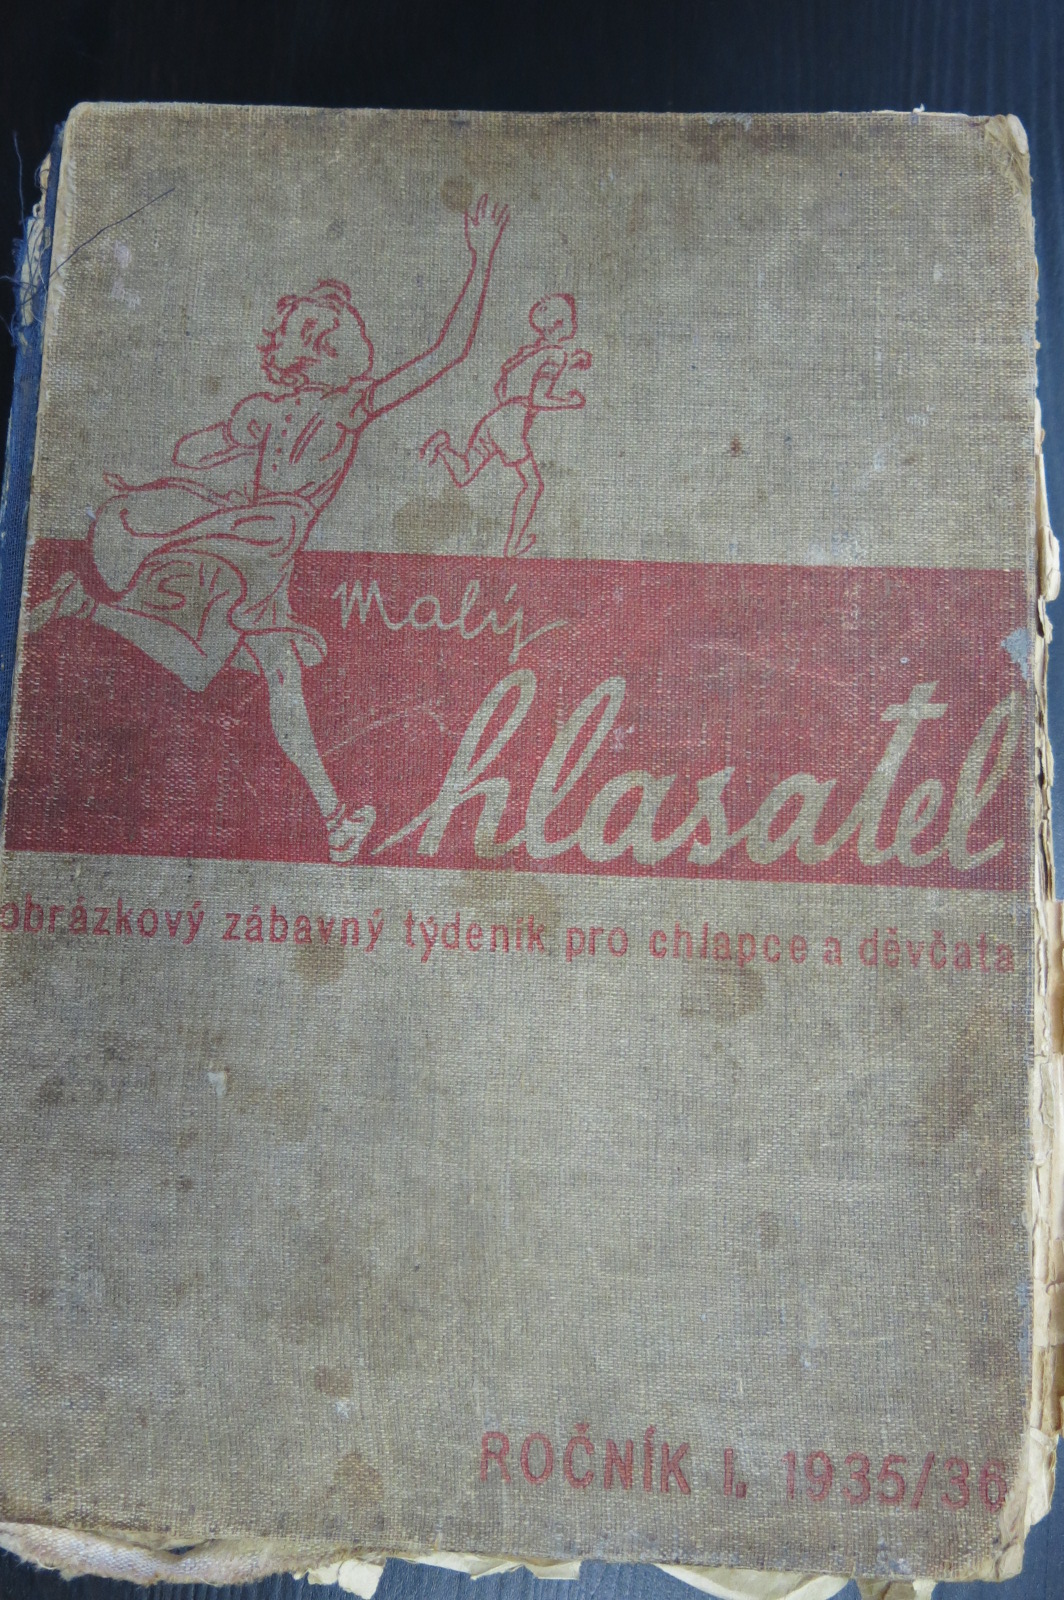 Malý
hlasatel
obrázkový zábavný týdeník pro chlapce a děvčata
ROČNÍK I. 1935/36